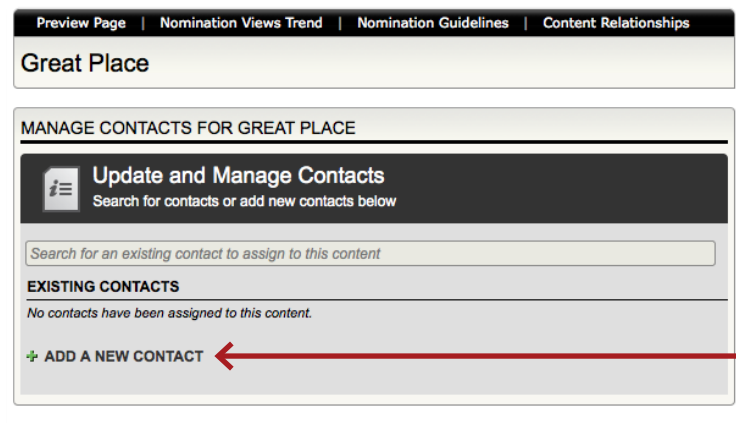 Preview Page | Nomination Views Trend | Nomination Guidelines | Content Relationships
Great Place
MANAGE CONTACTS FOR GREAT PLACE
Update and Manage Contacts
Search for contacts or add new contacts below
Search for an existing contact to assign to this content
EXISTING CONTACTS
No contacts have been assigned to this content.
ADD A NEW CONTACT